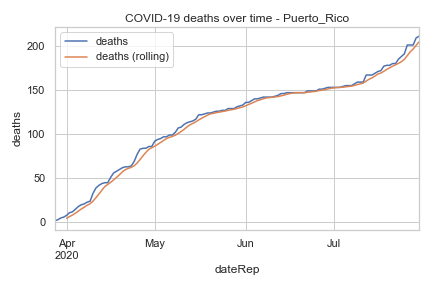 COVID-19 deaths over time - Puerto_Rico
deaths
deaths (rolling)
200
150
100
50
0
deaths
Apr
2020
May
Jun
Jul
dateRep